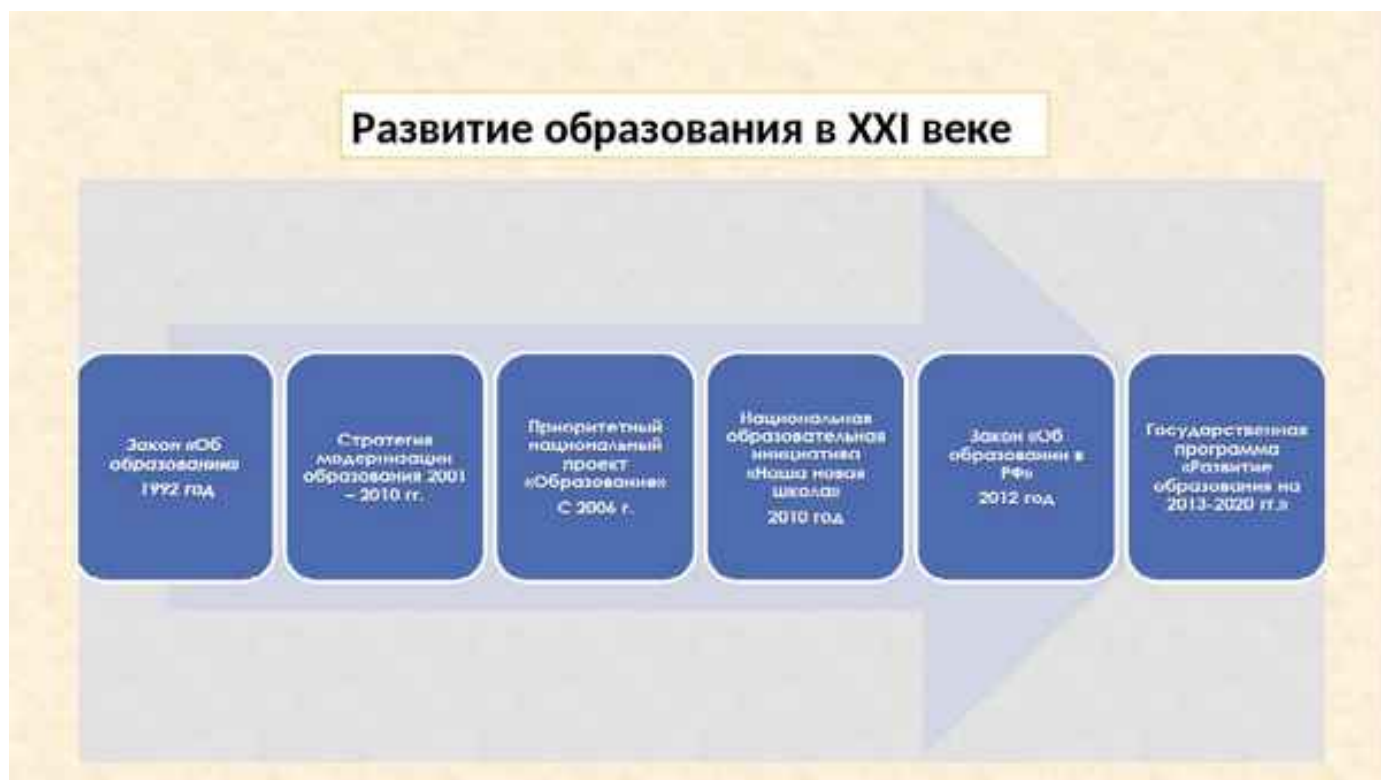 Развитие образования в XXI веке
Закон «Об
образовании»
1992 год
Стратегия
модернизации
образования 2001
– 2010 гг.
Приоритетный
национальный
проект
«Образование»
С 2006 г.
Национальная
образовательная
инициатива
«Наша новая
школа»
2010 год
Закон «Об
образовании в
РФ»
2012 год
Государственная
программа
«Развитие
образования на
2013-2020 гг.»